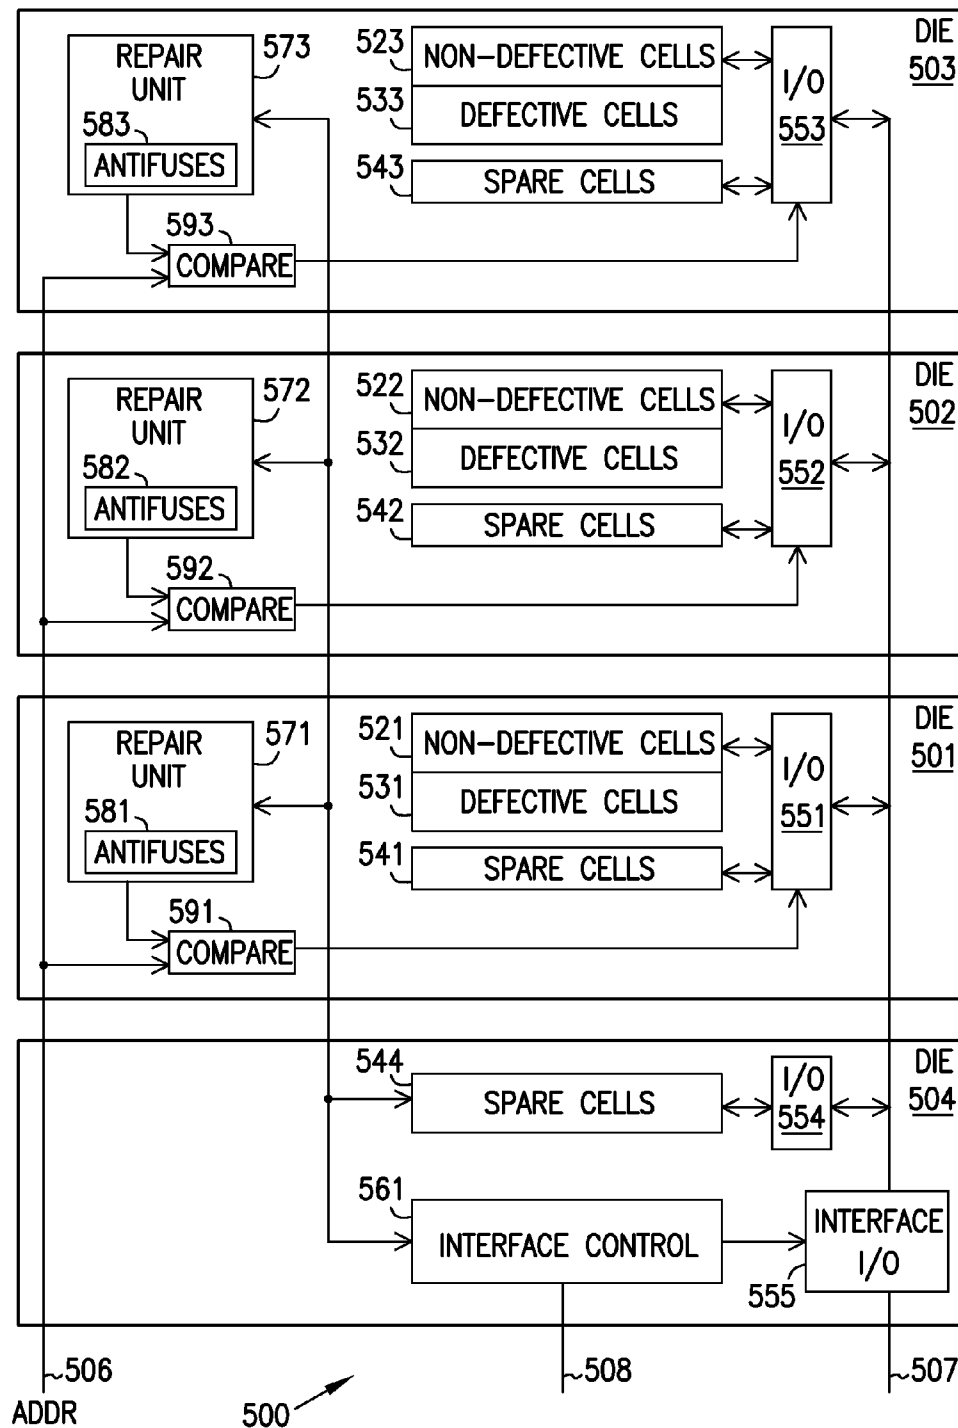 DIE
503
REPAIR
UNIT
573
583
ANTIFUSES
593
COMPARE
523
NON-DEFECTIVE CELLS
533
DEFECTIVE CELLS
543
SPARE CELLS
I/O
553
DIE
502
REPAIR
UNIT
572
582
ANTIFUSES
592
COMPARE
522
NON-DEFECTIVE CELLS
532
DEFECTIVE CELLS
542
SPARE CELLS
I/O
552
DIE
501
REPAIR
UNIT
571
581
ANTIFUSES
591
COMPARE
521
NON-DEFECTIVE CELLS
531
DEFECTIVE CELLS
541
SPARE CELLS
I/O
551
DIE
504
544
SPARE CELLS
I/O
554
561
INTERFACE CONTROL
INTERFACE
I/O
555
506
ADDR
500
508
507